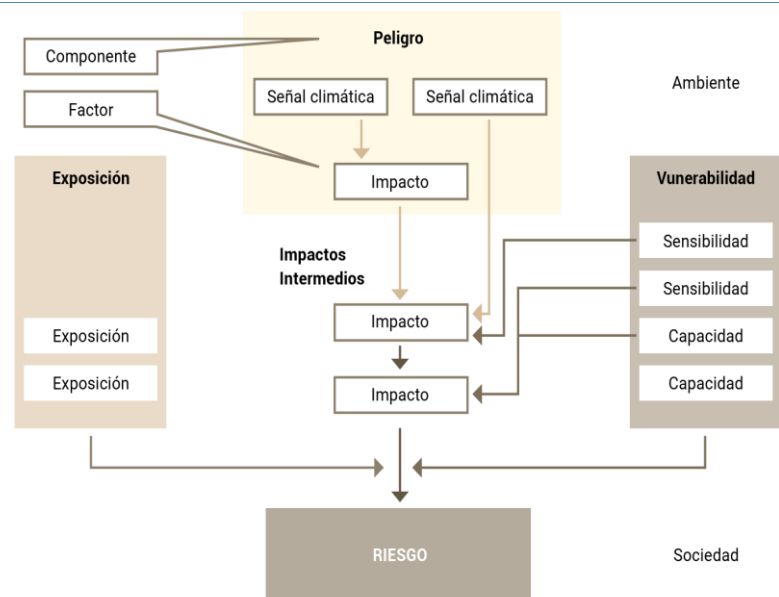 Peligro
Componente
Ambiente
Señal climática
Señal climática
Factor
Exposición
Impacto
Vunerabilidad
Sensibilidad
Impactos
Intermedios
Sensibilidad
Impacto
Exposición
Capacidad
Exposición
Impacto
Capacidad
RIESGO
Sociedad